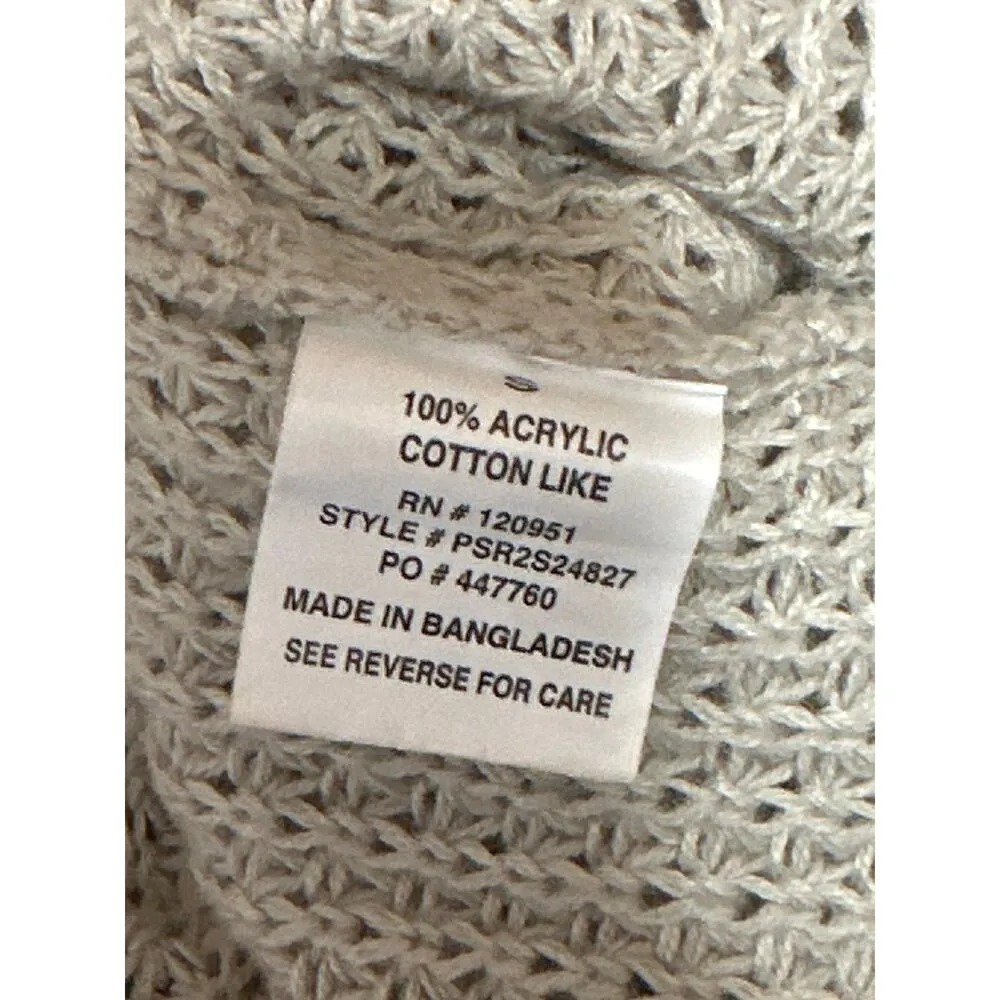 100% ACRYLIC
COTTON LIKE
RN # 120951
STYLE # PSR2S24827
PO # 447760
MADE IN BANGLADESH
SEE REVERSE FOR CARE